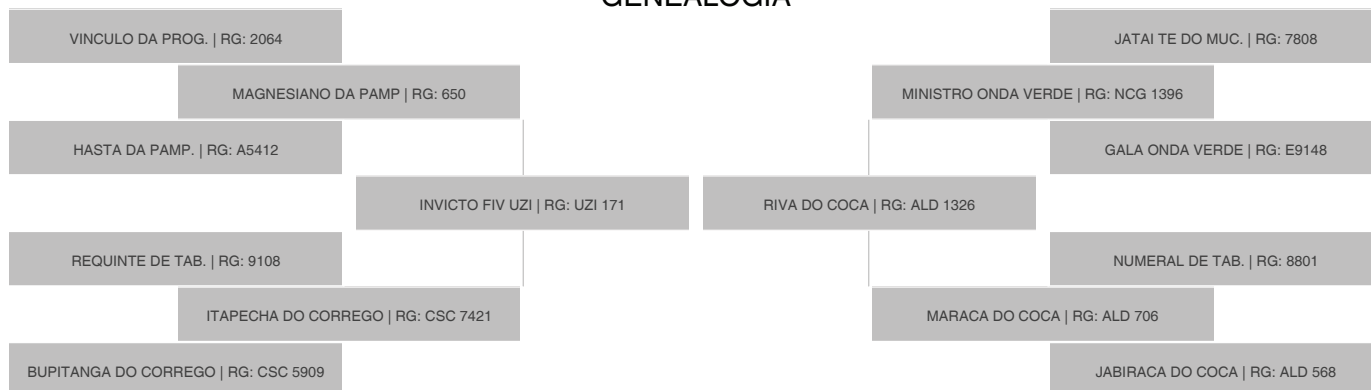 GENEALOGIA
VINCULO DA PROG. | RG: 2064
JATAI TE DO MUC. | RG: 7808
MAGNESIANO DA PAMP | RG: 650
MINISTRO ONDA VERDE | RG: NCG 1396
HASTA DA PAMP. | RG: A5412
GALA ONDA VERDE | RG: E9148
INVICTO FIV UZI | RG: UZI 171
RIVA DO COCA | RG: ALD 1326
REQUINTE DE TAB. | RG: 9108
NUMERAL DE TAB. | RG: 8801
ITAPECHA DO CORREGO | RG: CSC 7421
MARACA DO COCA | RG: ALD 706
BUPITANGA DO CORREGO | RG: CSC 5909
JABIRACA DO COCA | RG: ALD 568